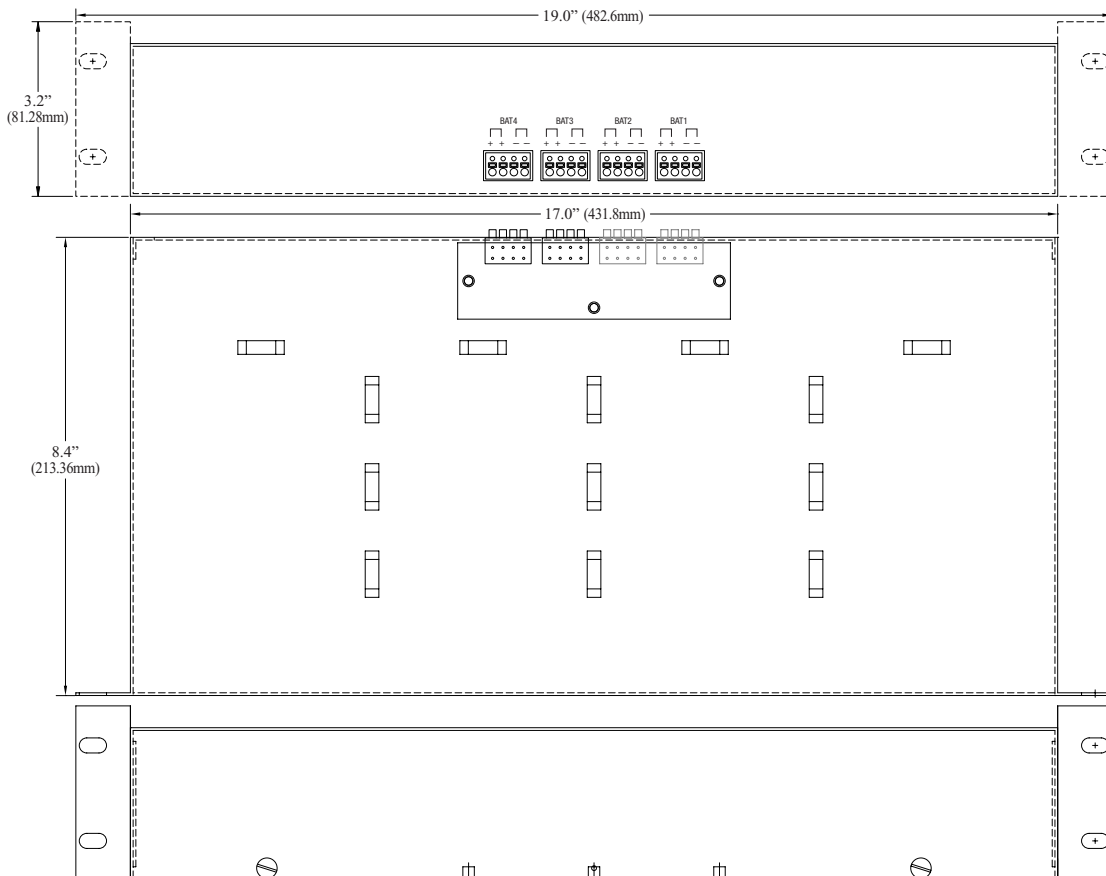 19.0” (482.6mm)
3.2”
(81.28mm)
BAT4 BAT3 BAT2 BAT1
+ + − − + + − − + + − − + + − −
17.0” (431.8mm)
8.4”
(213.36mm)